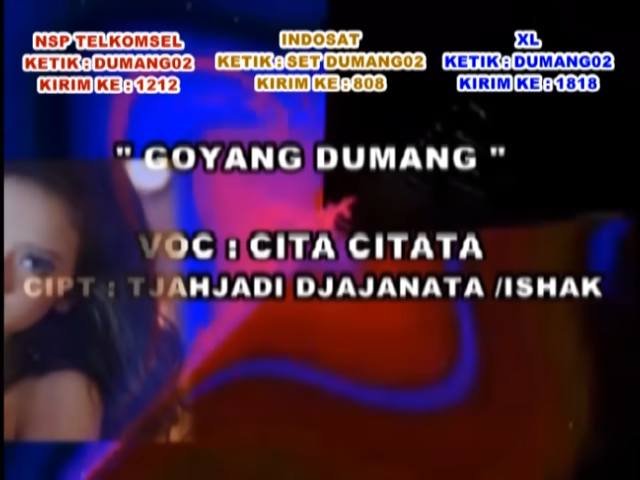 NSP TELKOMSEL
KETIK : DUMANG02
KIRIM KE : 1212
INDOSAT
KETIK : SET DUMANG02
KIRIM KE : 808
XL
KETIK : DUMANG02
KIRIM KE : 1818
" GOYANG DUMANG "
VOC : CITA CITATA
CIPT : TJAHJADI DJAJANATA /ISHAK